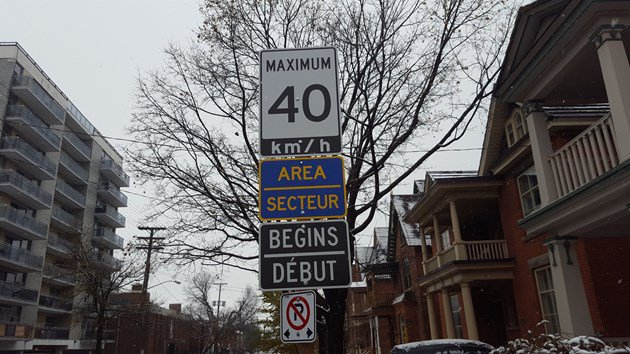 MAXIMUM
40
km/h
AREA
SECTEUR
BEGINS
DÉBUT
P